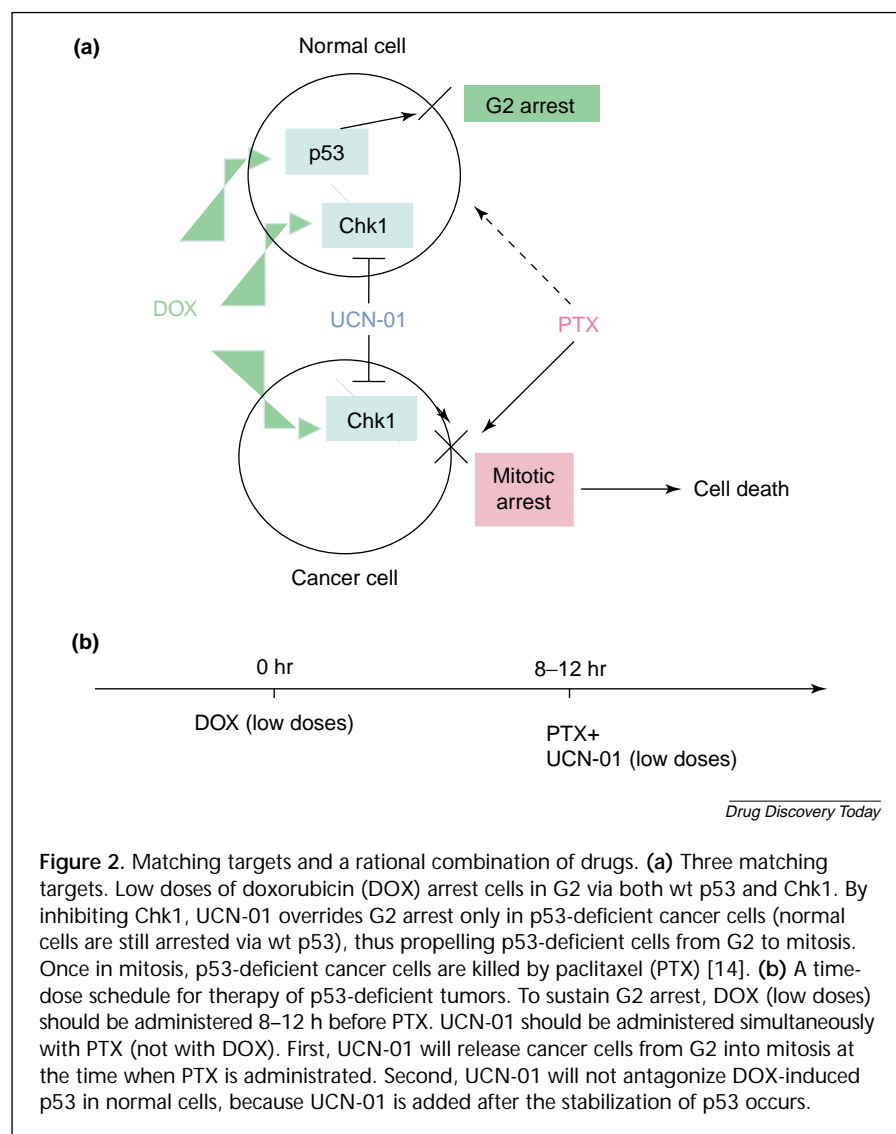 (a)
Normal cell
G2 arrest
p53
Chk1
DOX
UCN-01
PTX
Chk1
Mitotic
arrest
Cell death
Cancer cell
(b)
0 hr
8–12 hr
DOX (low doses)
PTX+
UCN-01 (low doses)
Drug Discovery Today
Figure 2. Matching targets and a rational combination of drugs. (a) Three matching
targets. Low doses of doxorubicin (DOX) arrest cells in G2 via both wt p53 and Chk1. By
inhibiting Chk1, UCN-01 overrides G2 arrest only in p53-deficient cancer cells (normal
cells are still arrested via wt p53), thus propelling p53-deficient cells from G2 to mitosis.
Once in mitosis, p53-deficient cancer cells are killed by paclitaxel (PTX) [14]. (b) A time-
dose schedule for therapy of p53-deficient tumors. To sustain G2 arrest, DOX (low doses)
should be administered 8–12 h before PTX. UCN-01 should be administered simultaneously
with PTX (not with DOX). First, UCN-01 will release cancer cells from G2 into mitosis at
the time when PTX is administrated. Second, UCN-01 will not antagonize DOX-induced
p53 in normal cells, because UCN-01 is added after the stabilization of p53 occurs.